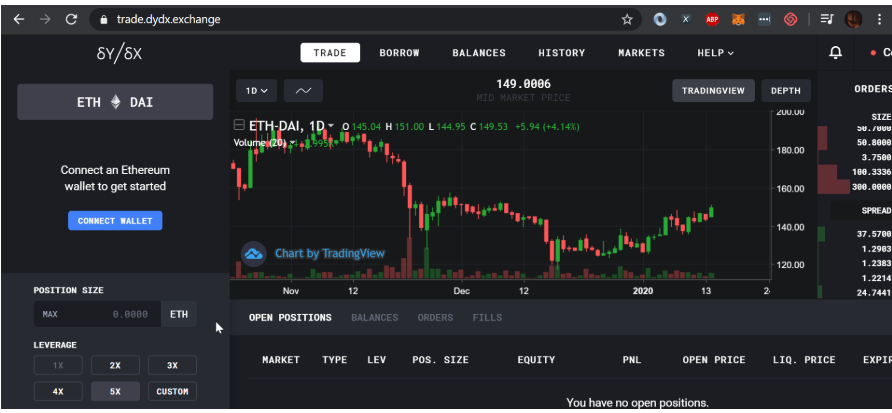 trade.dydx.exchange
ABP
δY/δX
TRADE BORROW BALANCES HISTORY MARKETS HELP
ETH DAI
Connect an Ethereum
wallet to get started
CONNECT WALLET
POSITION SIZE
MAX 0.0000 ETH
LEVERAGE
1X 2X 3X
4X 5X CUSTOM
1D
149.0006
MID MARKET PRICE
TRADINGVIEW DEPTH
ETH-DAI, 1D O 145.04 H 151.00 L 144.95 C 149.53 +5.94 (+4.14%)
Volume (20)
200.00
180.00
160.00
140.00
120.00
Chart by TradingView
Nov 12 Dec 12 2020 13
OPEN POSITIONS BALANCES ORDERS FILLS
MARKET TYPE LEV POS. SIZE EQUITY PNL OPEN PRICE LIQ. PRICE EXPIR
You have no open positions.
ORDERS
SIZE
50.8000
3.7500
100.3336
300.0000
SPREAD
37.5700
1.2903
1.2383
1.2214
24.7441